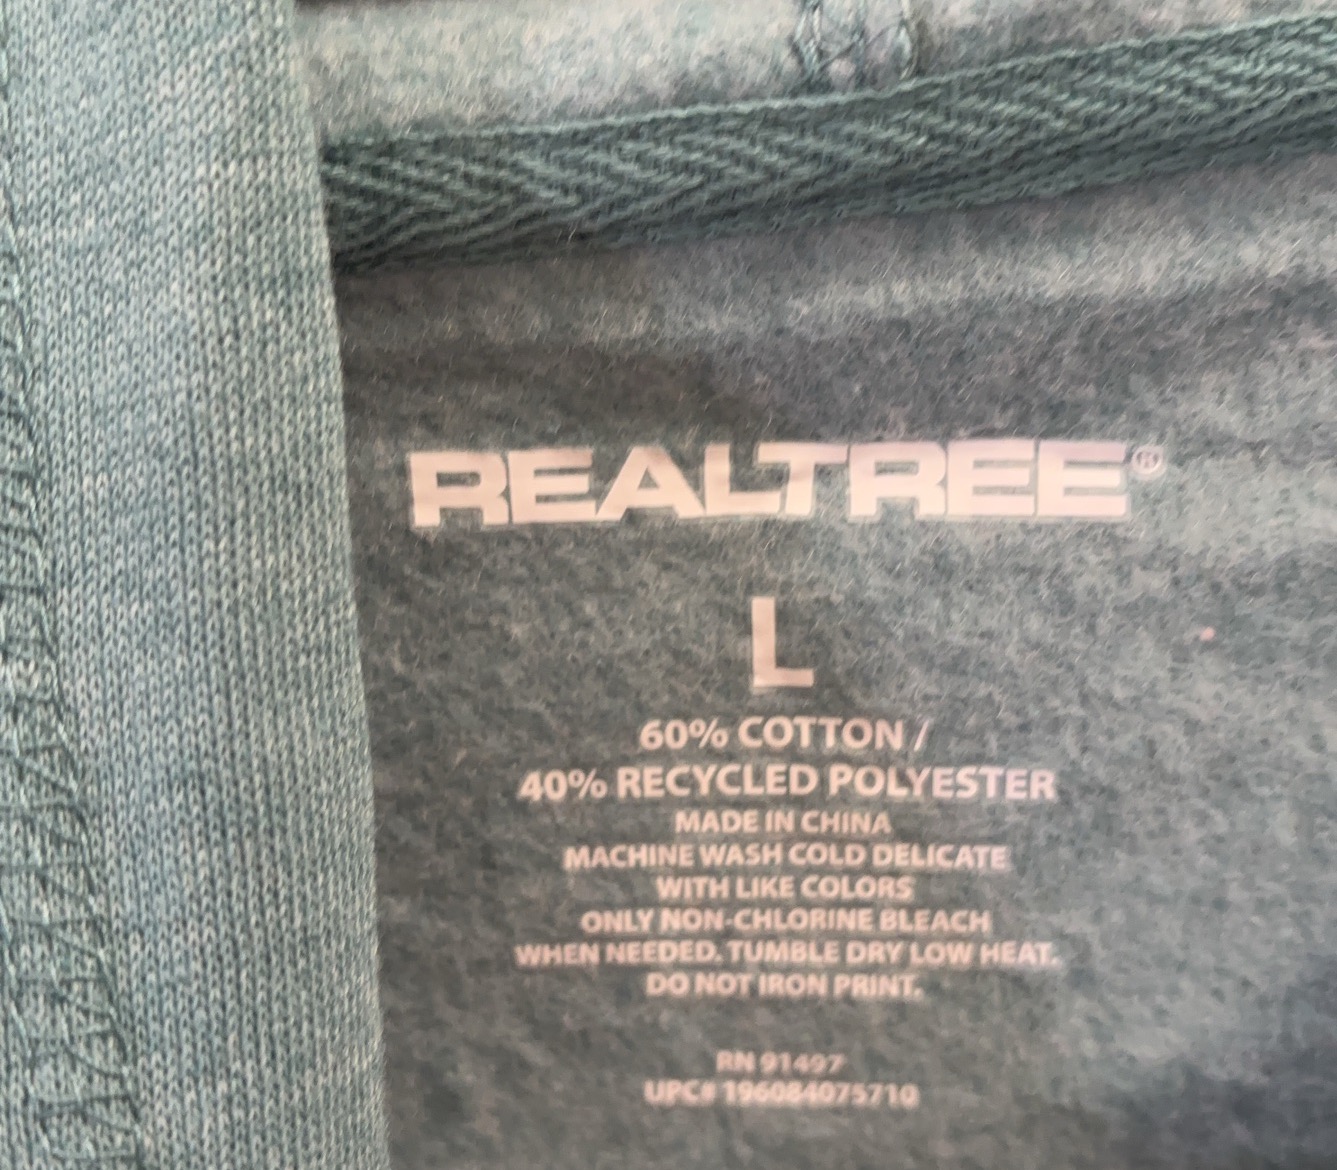 REALTREE®
L
60% COTTON /
40% RECYCLED POLYESTER
MADE IN CHINA
MACHINE WASH COLD DELICATE
WITH LIKE COLORS
ONLY NON-CHLORINE BLEACH
WHEN NEEDED. TUMBLE DRY LOW HEAT.
DO NOT IRON PRINT.
RN 91497
UPC# 196084075710